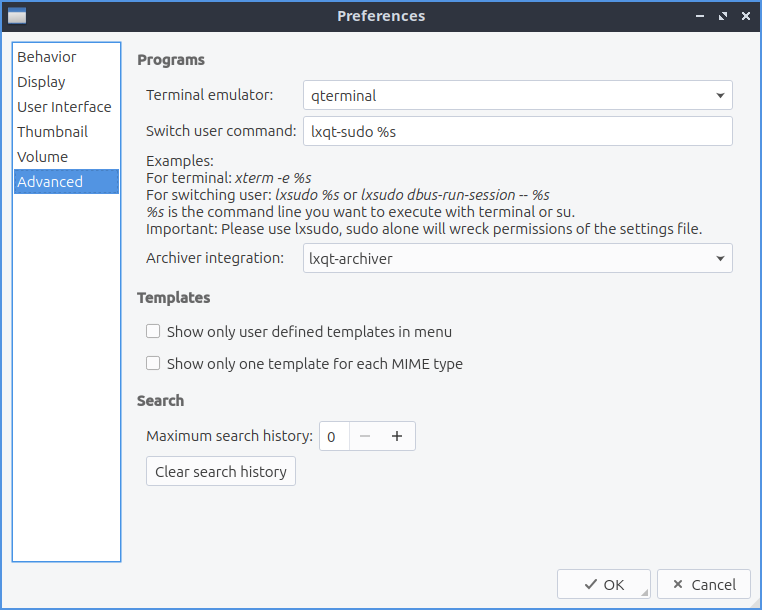 Preferences
Behavior
Display
User Interface
Thumbnail
Volume
Advanced
Programs
Terminal emulator: qterminal
Switch user command: lxqt-sudo %s
Examples:
For terminal: xterm -e %s
For switching user: lxsudo %s or lxsudo dbus-run-session -- %s
%s is the command line you want to execute with terminal or su.
Important: Please use lxsudo, sudo alone will wreck permissions of the settings file.
Archiver integration: lxqt-archiver
Templates
Show only user defined templates in menu
Show only one template for each MIME type
Search
Maximum search history: 0 − +
Clear search history
OK Cancel